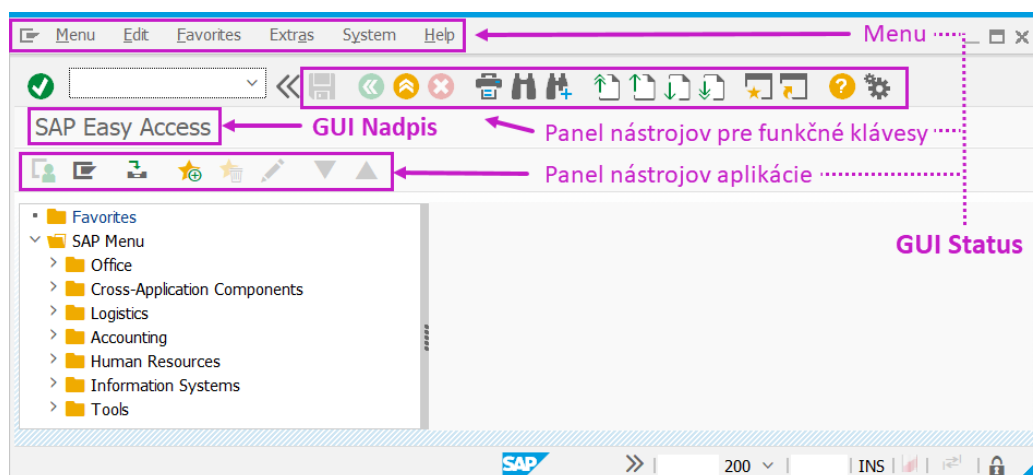 Menu Edit Favorites Extras System Help Menu
SAP Easy Access GUI Nadpis Panel nástrojov pre funkčné klávesy
Panel nástrojov aplikácie
Favorites
GUI Status
SAP Menu
Office
Cross-Application Components
Logistics
Accounting
Human Resources
Information Systems
Tools
SAP 200 INS